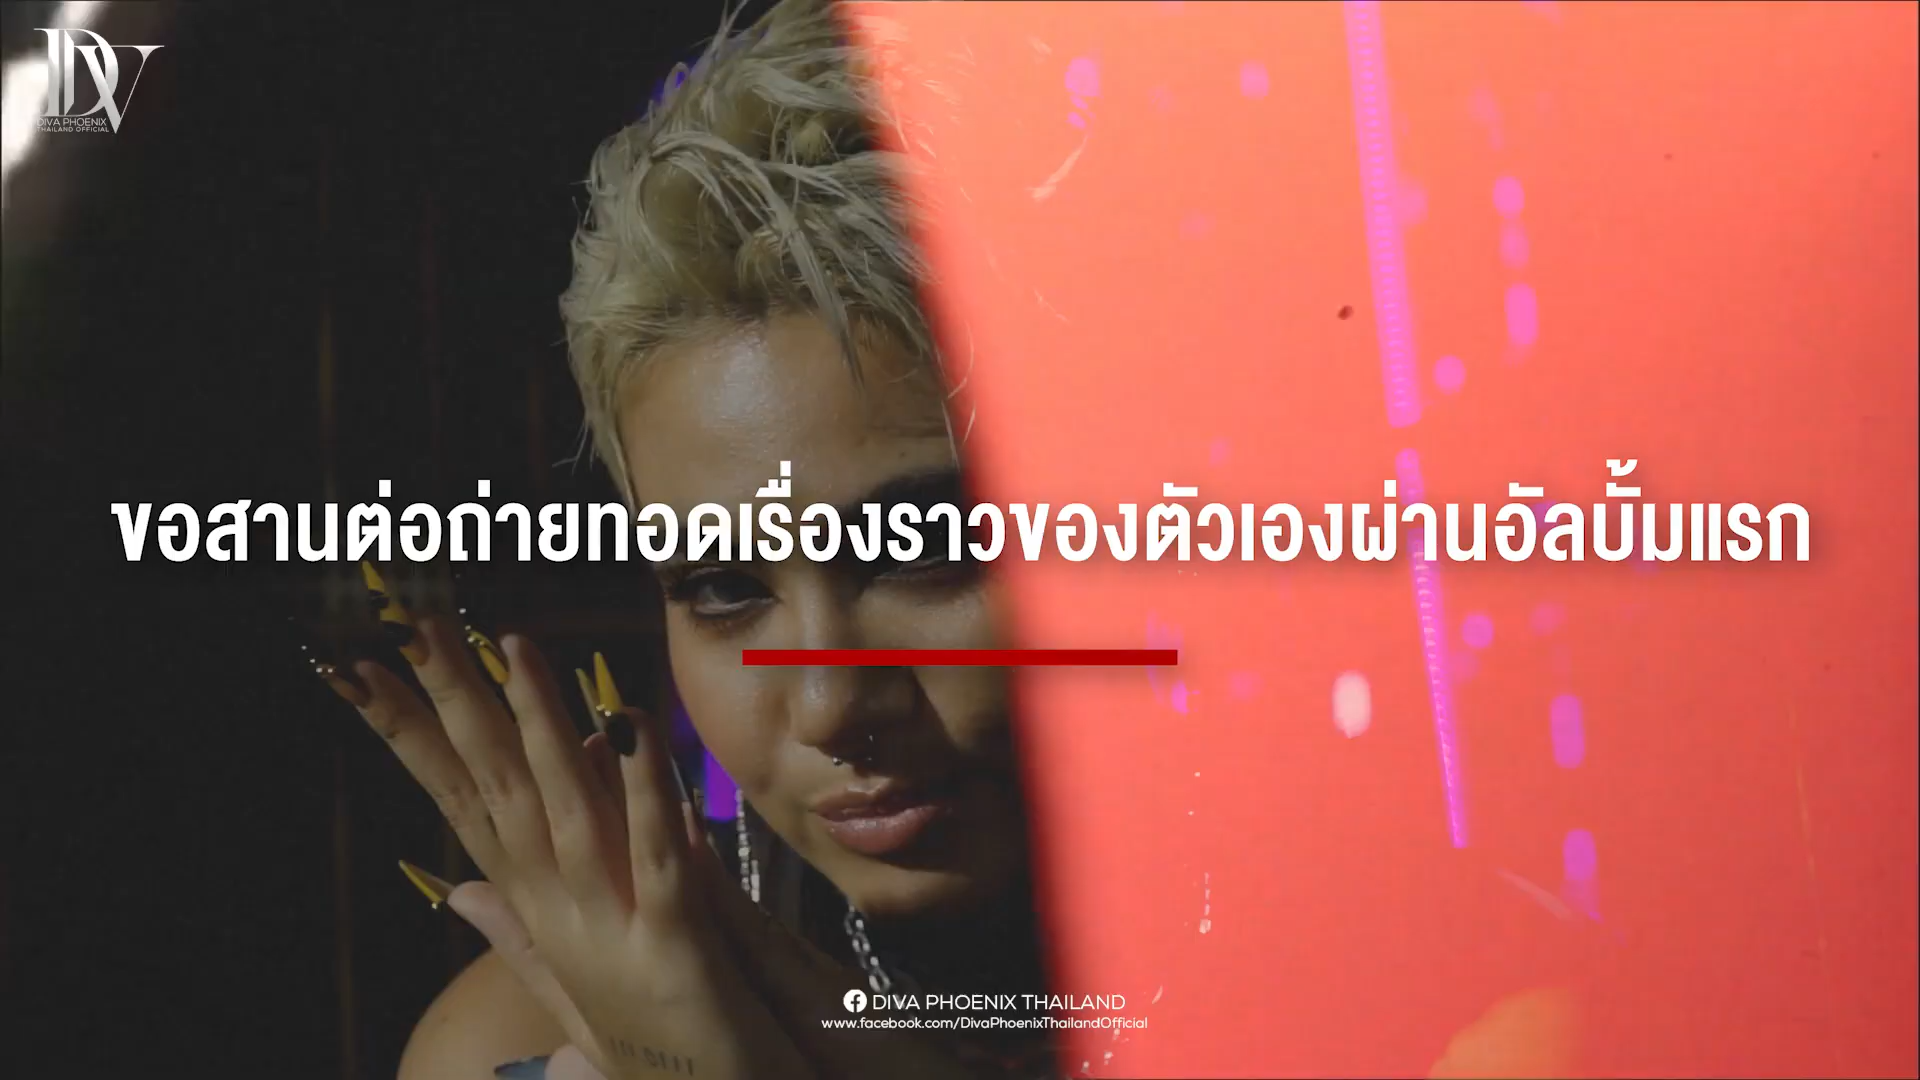 DV
DIVA PHOENIX
THAILAND OFFICIAL
ขอสานต่อถ่ายทอดเรื่องราวของตัวเองผ่านอัลบั้มแรก
DIVA PHOENIX THAILAND
www.facebook.com/DivaPhoenixThailandOfficial